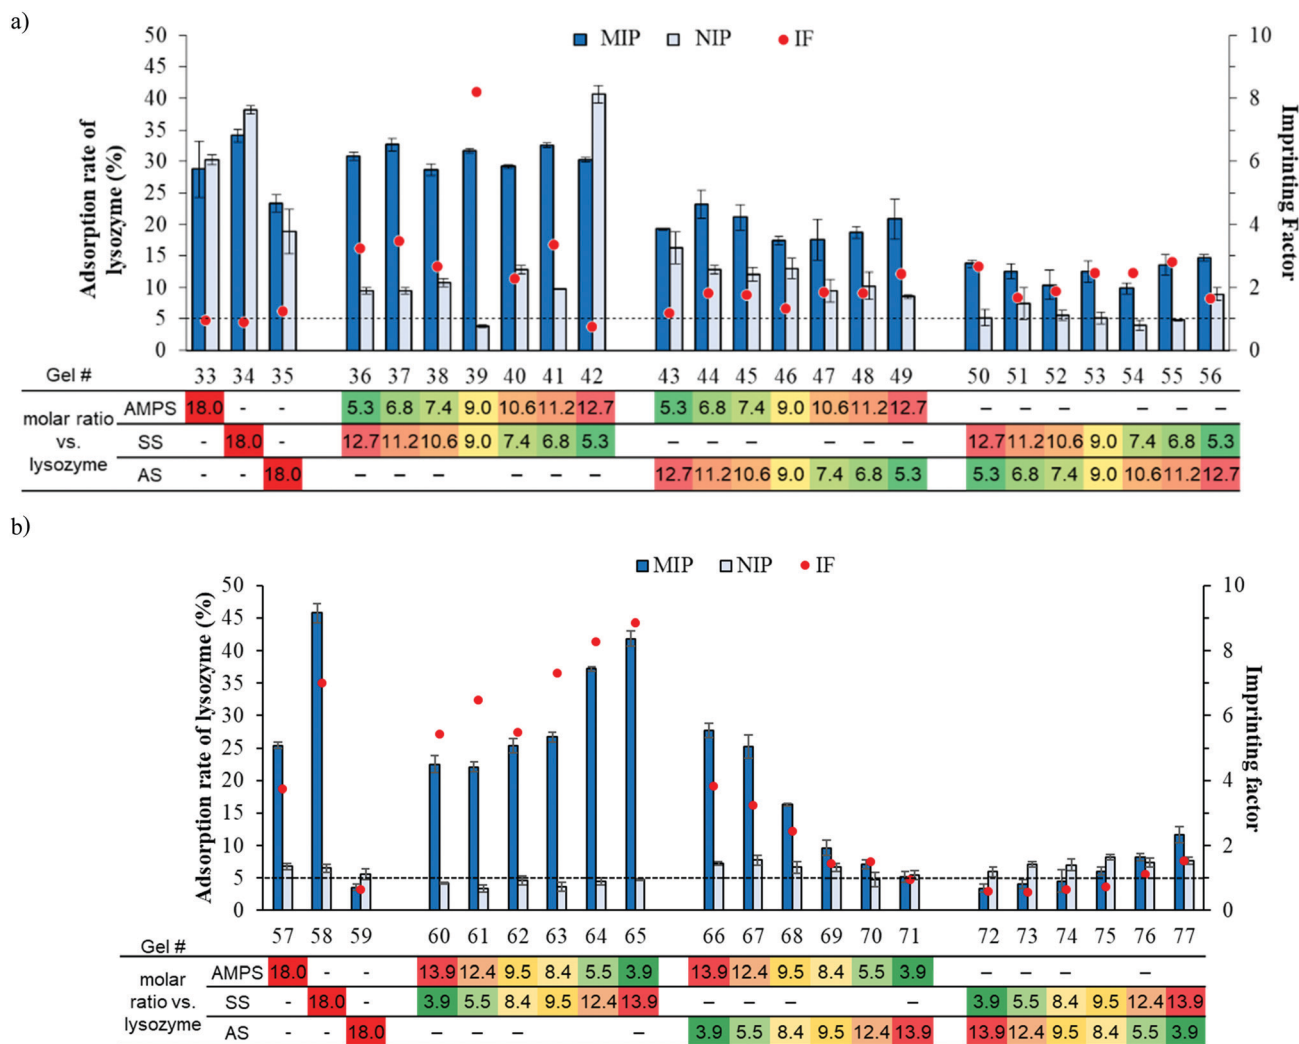 a)
MIP NIP IF
50 45 40 35 30 25 20 15 10 5 0
Adsorption rate of
lysozyme (%)
10 8 6 4 2 0
Imprinting Factor
Gel # 33 34 35 36 37 38 39 40 41 42 43 44 45 46 47 48 49 50 51 52 53 54 55 56
molar ratio
vs.
lysozyme
AMPS 18.0 - - 5.3 6.8 7.4 9.0 10.6 11.2 12.7 5.3 6.8 7.4 9.0 10.6 11.2 12.7 – – – – – – –
SS - 18.0 - 12.7 11.2 10.6 9.0 7.4 6.8 5.3 – – – – – – – 12.7 11.2 10.6 9.0 7.4 6.8 5.3
AS - - 18.0 – – – – – – – 12.7 11.2 10.6 9.0 7.4 6.8 5.3 5.3 6.8 7.4 9.0 10.6 11.2 12.7
b)
MIP NIP IF
50 45 40 35 30 25 20 15 10 5 0
Adsorption rate of lysozyme (%)
10 8 6 4 2 0
Imprinting factor
Gel # 57 58 59 60 61 62 63 64 65 66 67 68 69 70 71 72 73 74 75 76 77
molar
ratio vs.
lysozyme
AMPS 18.0 - - 13.9 12.4 9.5 8.4 5.5 3.9 13.9 12.4 9.5 8.4 5.5 3.9 – – – – –
SS - 18.0 - 3.9 5.5 8.4 9.5 12.4 13.9 – – – – – 3.9 5.5 8.4 9.5 12.4 13.9
AS - - 18.0 – – – – – 3.9 5.5 8.4 9.5 12.4 13.9 13.9 12.4 9.5 8.4 5.5 3.9